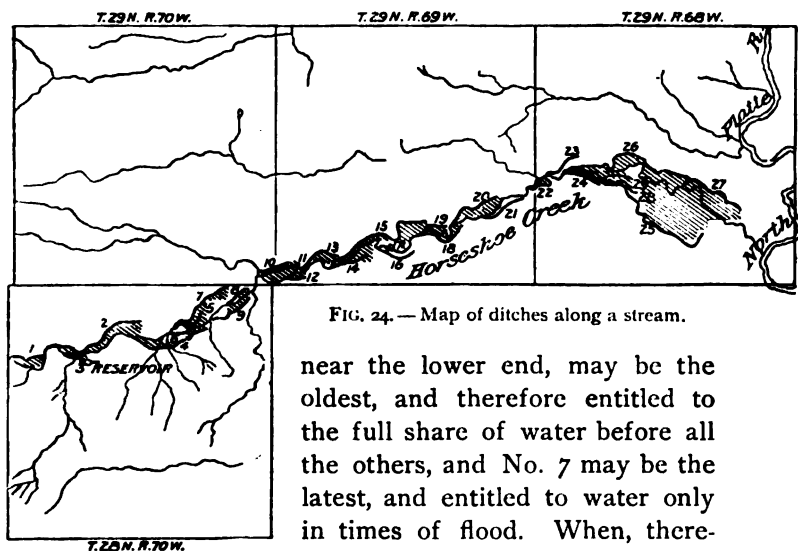 T.29N. R.70W. T.29N. R.69W. T.29N. R.68W.
R.
Platte
North
23
26
24
27
22
25
20
21
19
18
15
16
13
14
11
12
10
Horseshoe Creek
7
8
9
2
1
4
3 RESERVOIR
T.28N. R.70W.
FIG. 24. — Map of ditches along a stream.
near the lower end, may be the
oldest, and therefore entitled to
the full share of water before all
the others, and No. 7 may be the
latest, and entitled to water only
in times of flood. When, there-